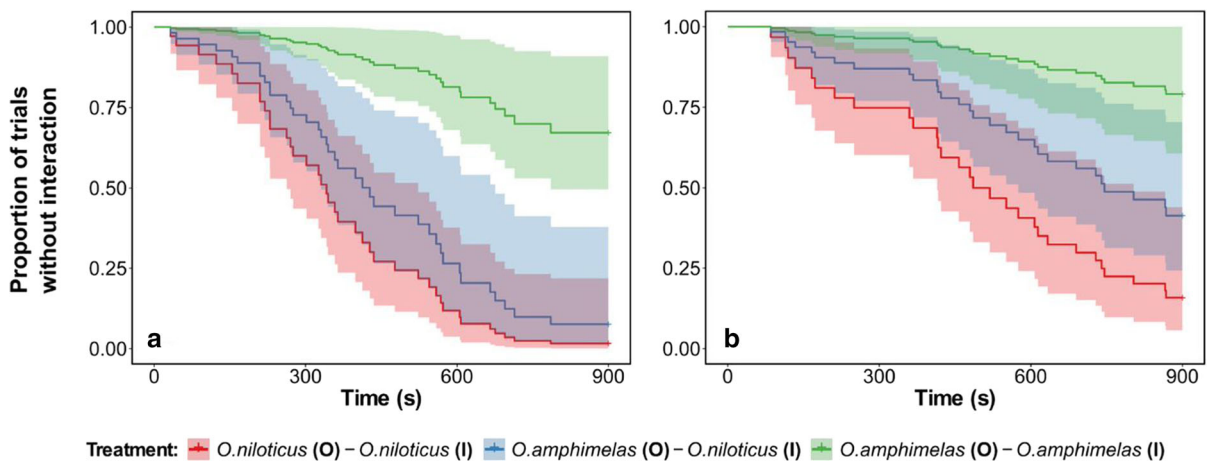 Proportion of trials
without interaction
1.00
0.75
0.50
0.25
0.00
a
0
300
600
900
Time (s)
1.00
0.75
0.50
0.25
0.00
b
0
300
600
900
Time (s)
Treatment: O.niloticus (O) – O.niloticus (I) O.amphimelas (O) – O.niloticus (I) O.amphimelas (O) – O.amphimelas (I)